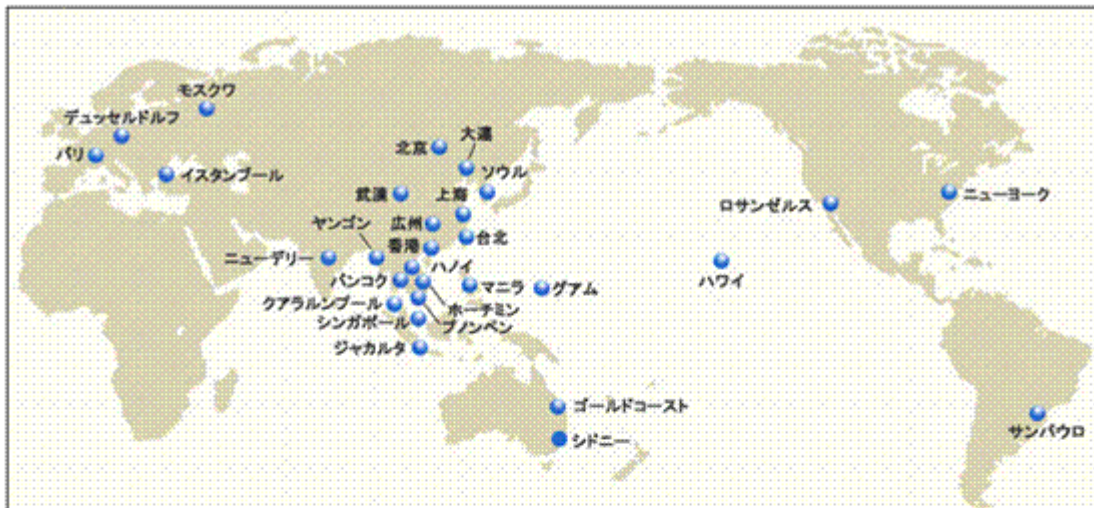 モスクワ
デュッセルドルフ
パリ
イスタンブール
北京
大連
ソウル
武漢
上海
広州
ヤンゴン
香港
台北
ニューデリー
ハノイ
バンコク
マニラ
グアム
クアラルンプール
ホーチミン
シンガポール
プノンペン
ジャカルタ
ゴールドコースト
シドニー
ハワイ
ロサンゼルス
ニューヨーク
サンパウロ